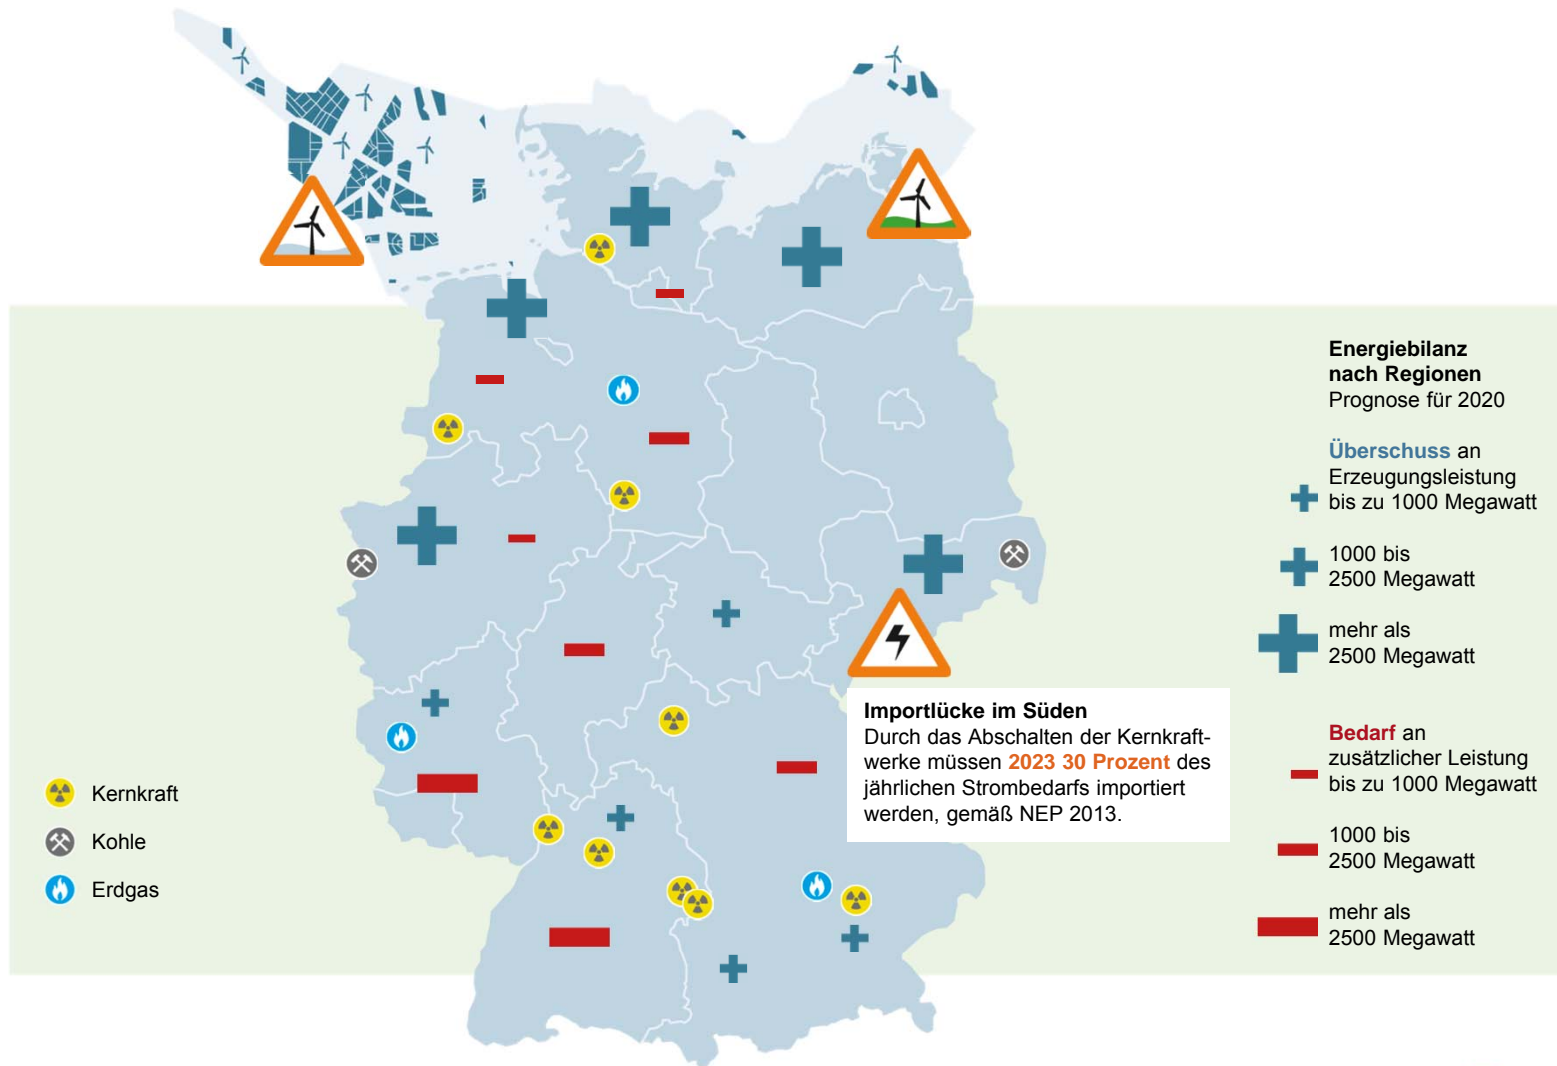 Energiebilanz
nach Regionen
Prognose für 2020
Überschuss an
Erzeugungsleistung
bis zu 1000 Megawatt
1000 bis
2500 Megawatt
mehr als
2500 Megawatt
Importlücke im Süden
Durch das Abschalten der Kernkraft-
werke müssen 2023 30 Prozent des
jährlichen Strombedarfs importiert
werden, gemäß NEP 2013.
Bedarf an
zusätzlicher Leistung
bis zu 1000 Megawatt
1000 bis
2500 Megawatt
mehr als
2500 Megawatt
Kernkraft
Kohle
Erdgas